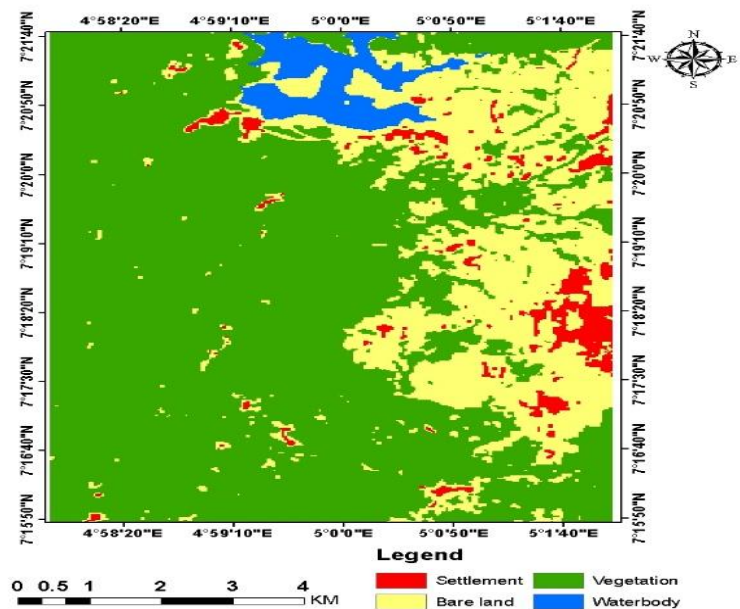 4°58'20"E 4°59'10"E 5°0'0"E 5°0'50"E 5°1'40"E
N
W E
S
7°21'40"N 7°21'40"N
7°20'50"N 7°20'50"N
7°20'0"N 7°20'0"N
7°19'10"N 7°19'10"N
7°18'20"N 7°18'20"N
7°17'30"N 7°17'30"N
7°16'40"N 7°16'40"N
7°15'50"N 7°15'50"N
4°58'20"E 4°59'10"E 5°0'0"E 5°0'50"E 5°1'40"E
Legend
0 0.5 1 2 3 4
KM
Settlement Vegetation
Bare land Waterbody